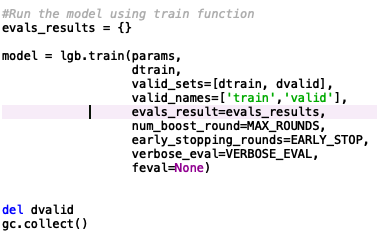 #Run the model using train function
evals_results = {}
model = lgb.train(params,
dtrain,
valid_sets=[dtrain, dvalid],
valid_names=['train','valid'],
evals_result=evals_results,
num_boost_round=MAX_ROUNDS,
early_stopping_rounds=EARLY_STOP,
verbose_eval=VERBOSE_EVAL,
feval=None)
del dvalid
gc.collect()